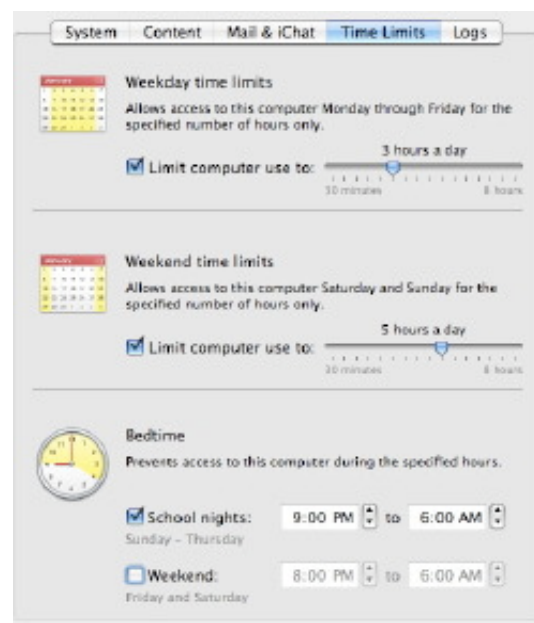 System Content Mail & iChat Time Limits Logs
Weekday time limits
Allows access to this computer Monday through Friday for the
specified number of hours only.
3 hours a day
Limit computer use to:
30 minutes 8 hours
Weekend time limits
Allows access to this computer Saturday and Sunday for the
specified number of hours only.
5 hours a day
Limit computer use to:
30 minutes 8 hours
Bedtime
Prevents access to this computer during the specified hours.
School nights: 9:00 PM to 6:00 AM
Sunday – Thursday
Weekend: 8:00 PM to 6:00 AM
Friday and Saturday